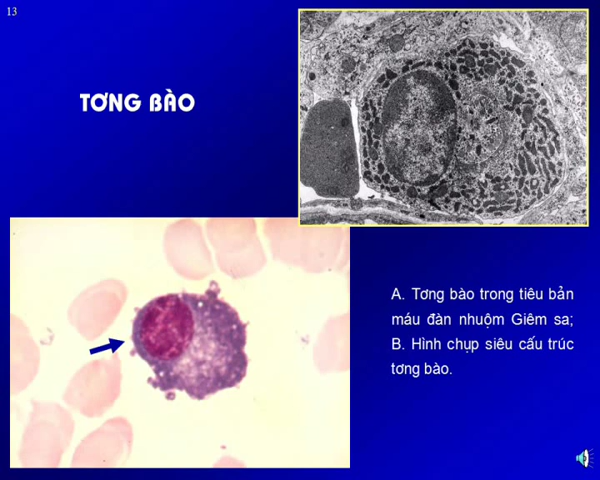 13
TƠNG BÀO
A. Tơng bào trong tiêu bản
máu đàn nhuộm Giêm sa;
B. Hình chụp siêu cấu trúc
tơng bào.